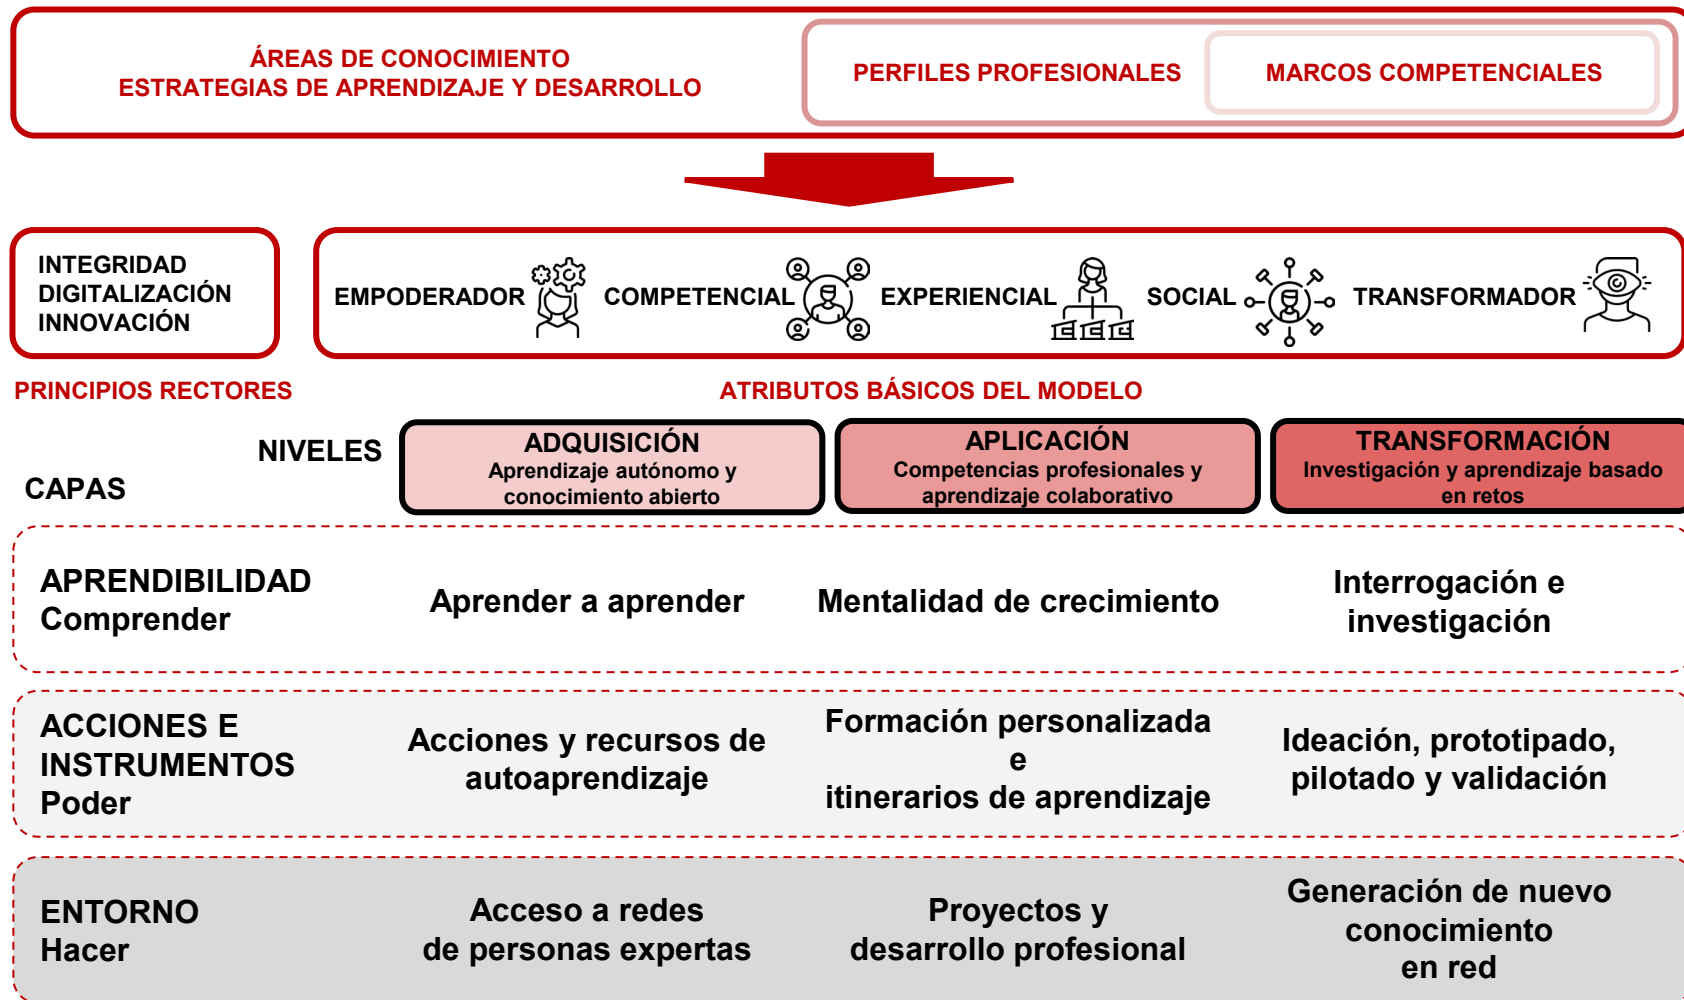 ÁREAS DE CONOCIMIENTO
ESTRATEGIAS DE APRENDIZAJE Y DESARROLLO
PERFILES PROFESIONALES
MARCOS COMPETENCIALES
INTEGRIDAD
DIGITALIZACIÓN
INNOVACIÓN
EMPODERADOR
COMPETENCIAL
EXPERIENCIAL
SOCIAL
TRANSFORMADOR
PRINCIPIOS RECTORES
ATRIBUTOS BÁSICOS DEL MODELO
NIVELES
CAPAS
ADQUISICIÓN
Aprendizaje autónomo y
conocimiento abierto
APLICACIÓN
Competencias profesionales y
aprendizaje colaborativo
TRANSFORMACIÓN
Investigación y aprendizaje basado
en retos
APRENDIBILIDAD
Comprender
Aprender a aprender
Mentalidad de crecimiento
Interrogación e
investigación
ACCIONES E
INSTRUMENTOS
Poder
Acciones y recursos de
autoaprendizaje
Formación personalizada
e
itinerarios de aprendizaje
Ideación, prototipado,
pilotado y validación
ENTORNO
Hacer
Acceso a redes
de personas expertas
Proyectos y
desarrollo profesional
Generación de nuevo
conocimiento
en red